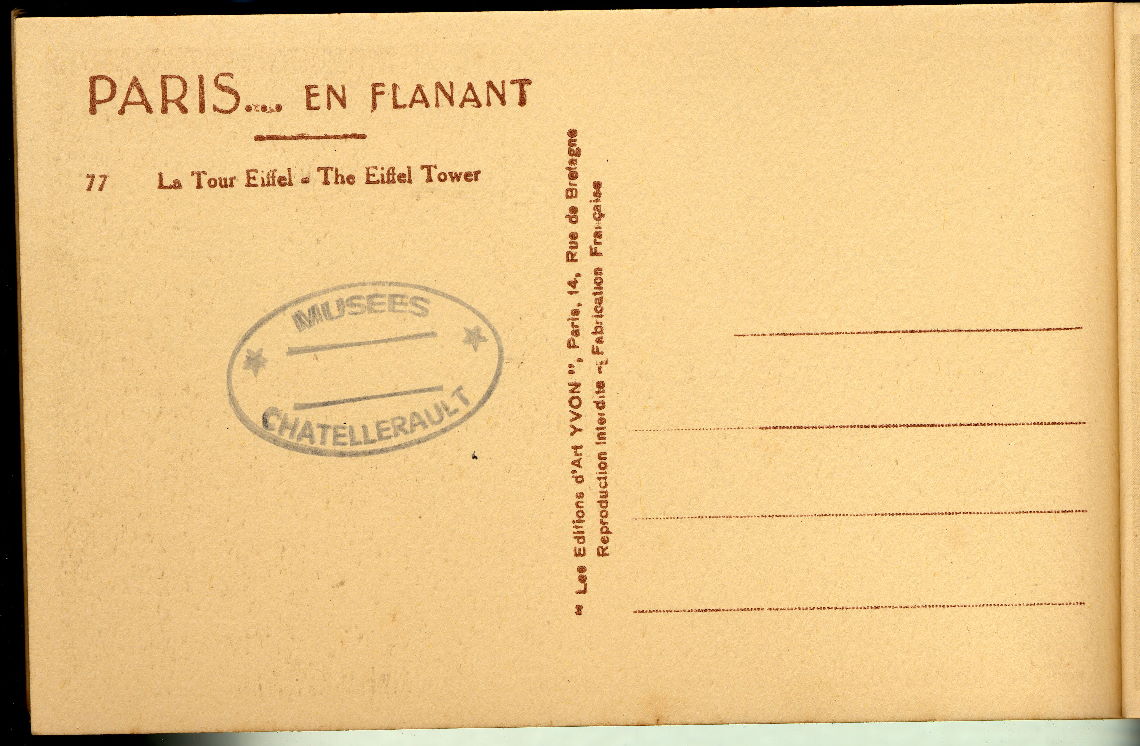 PARIS.... EN FLANANT
77 La Tour Eiffel - The Eiffel Tower
MUSEES
CHATELLERAULT
" Les Editions d'Art YVON ", Paris, 14, Rue de Bretagne
Reproduction Interdite - Fabrication Française